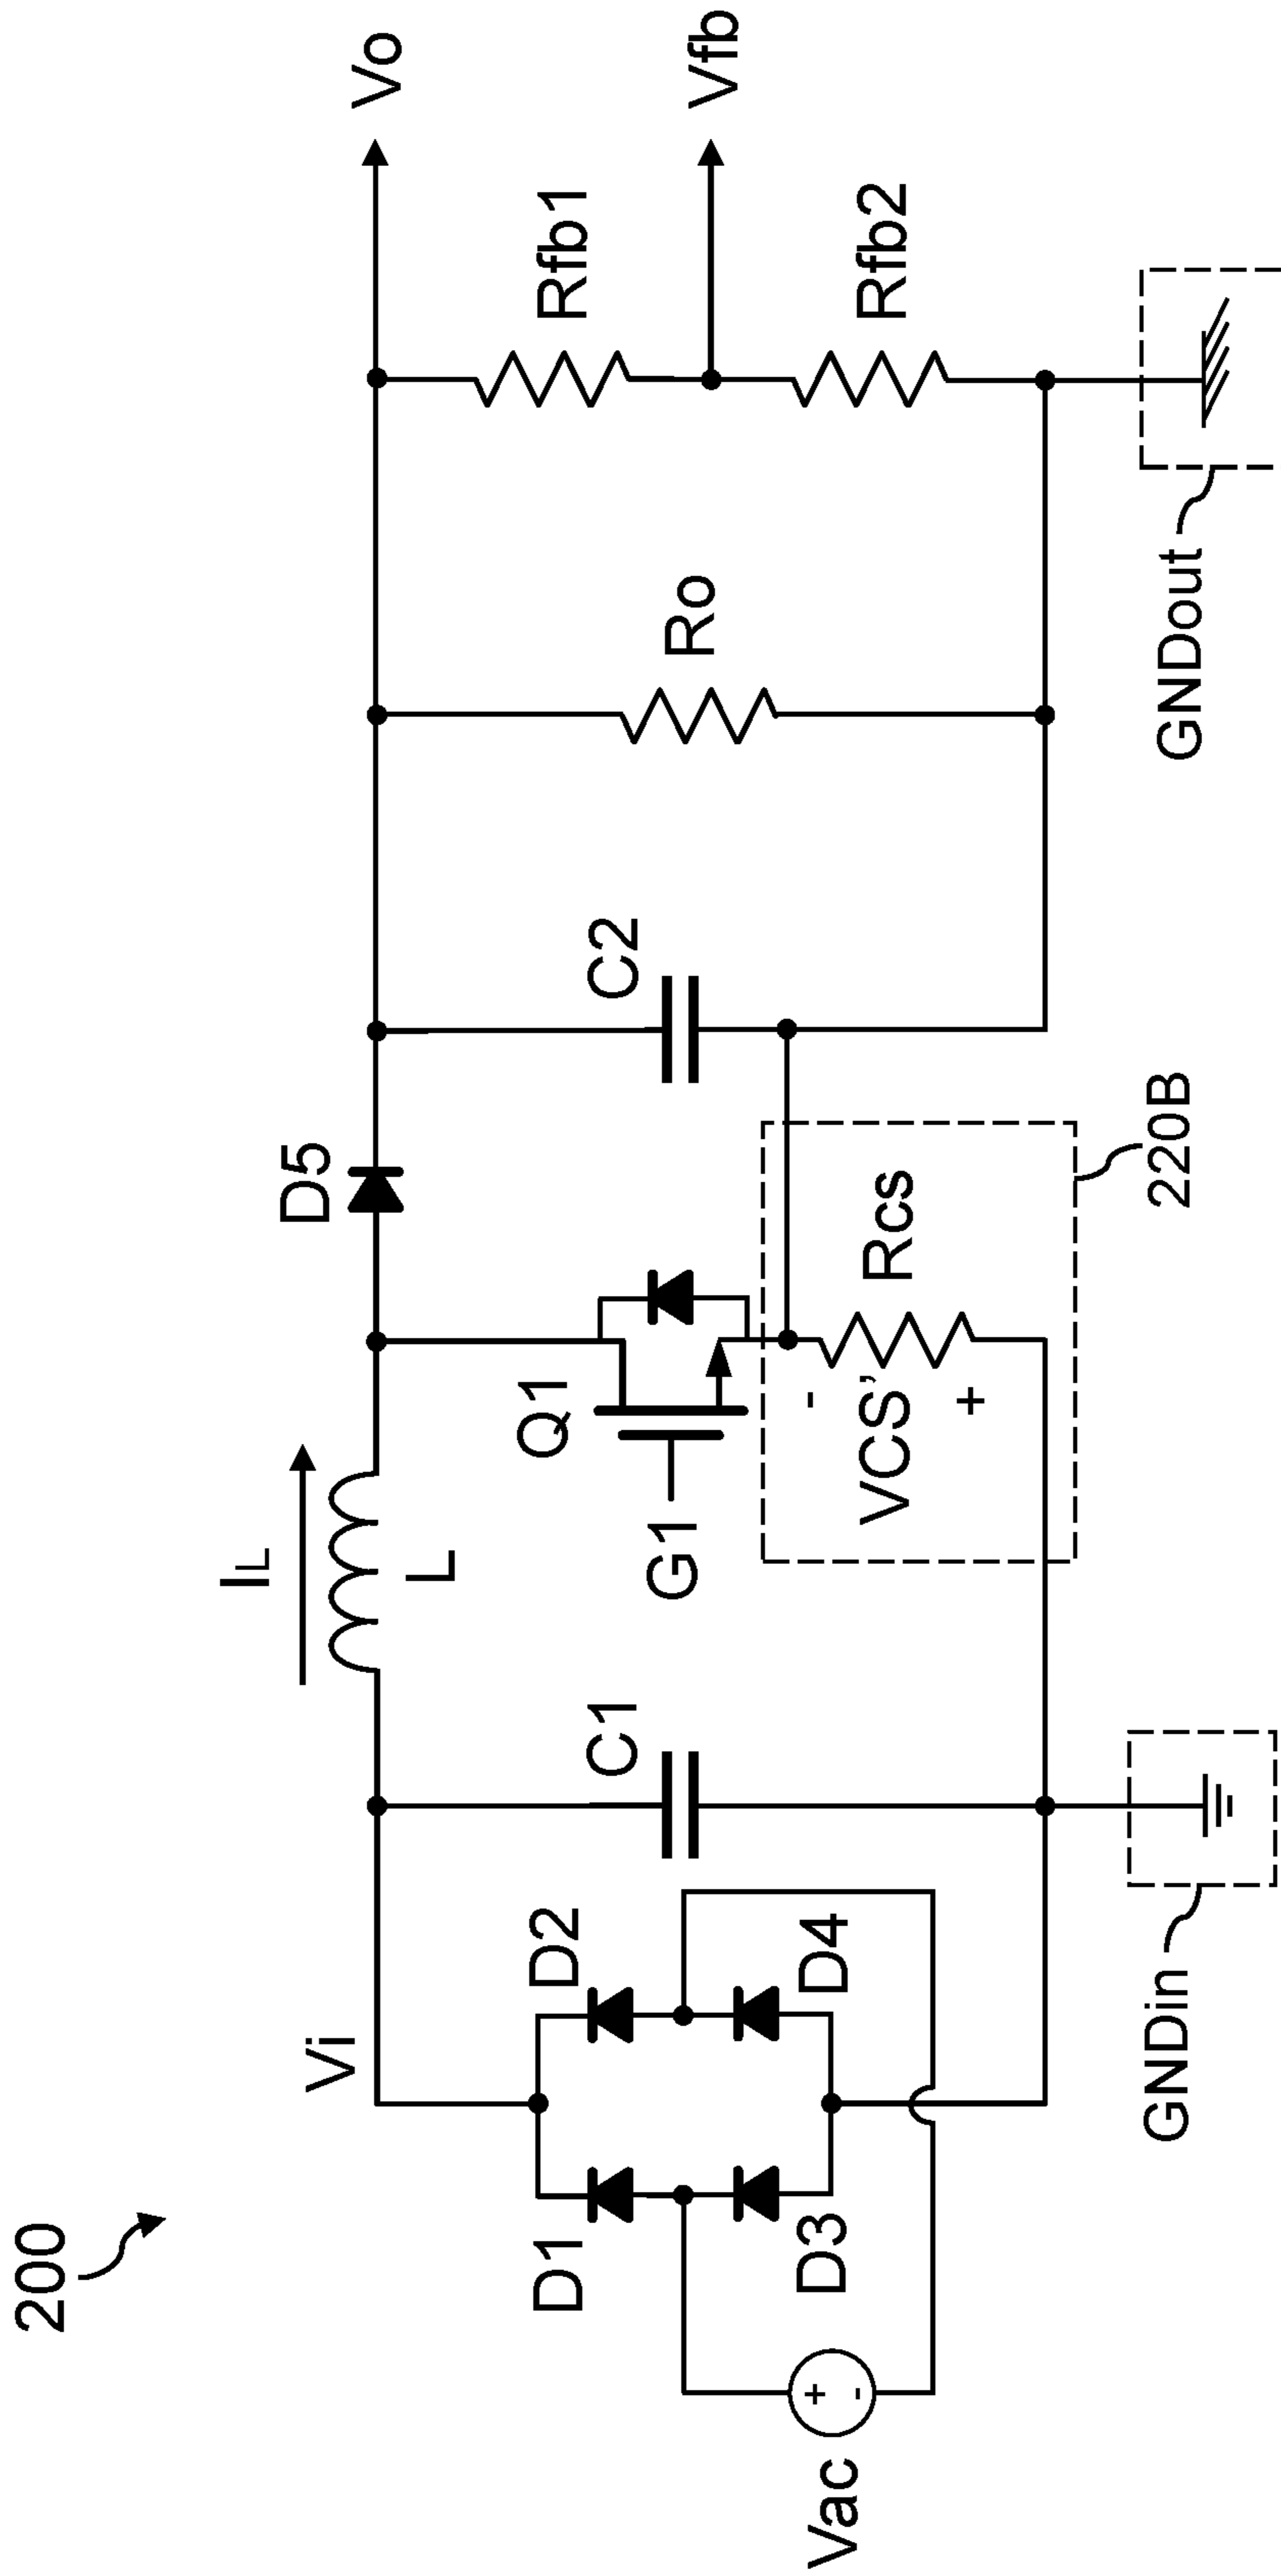 200
Vac
+
-
D1
D2
D3
D4
Vi
GNDin
C1
IL
L
G1
Q1
-
VCS’
+
Rcs
220B
D5
C2
Ro
Rfb1
Rfb2
Vo
Vfb
GNDout